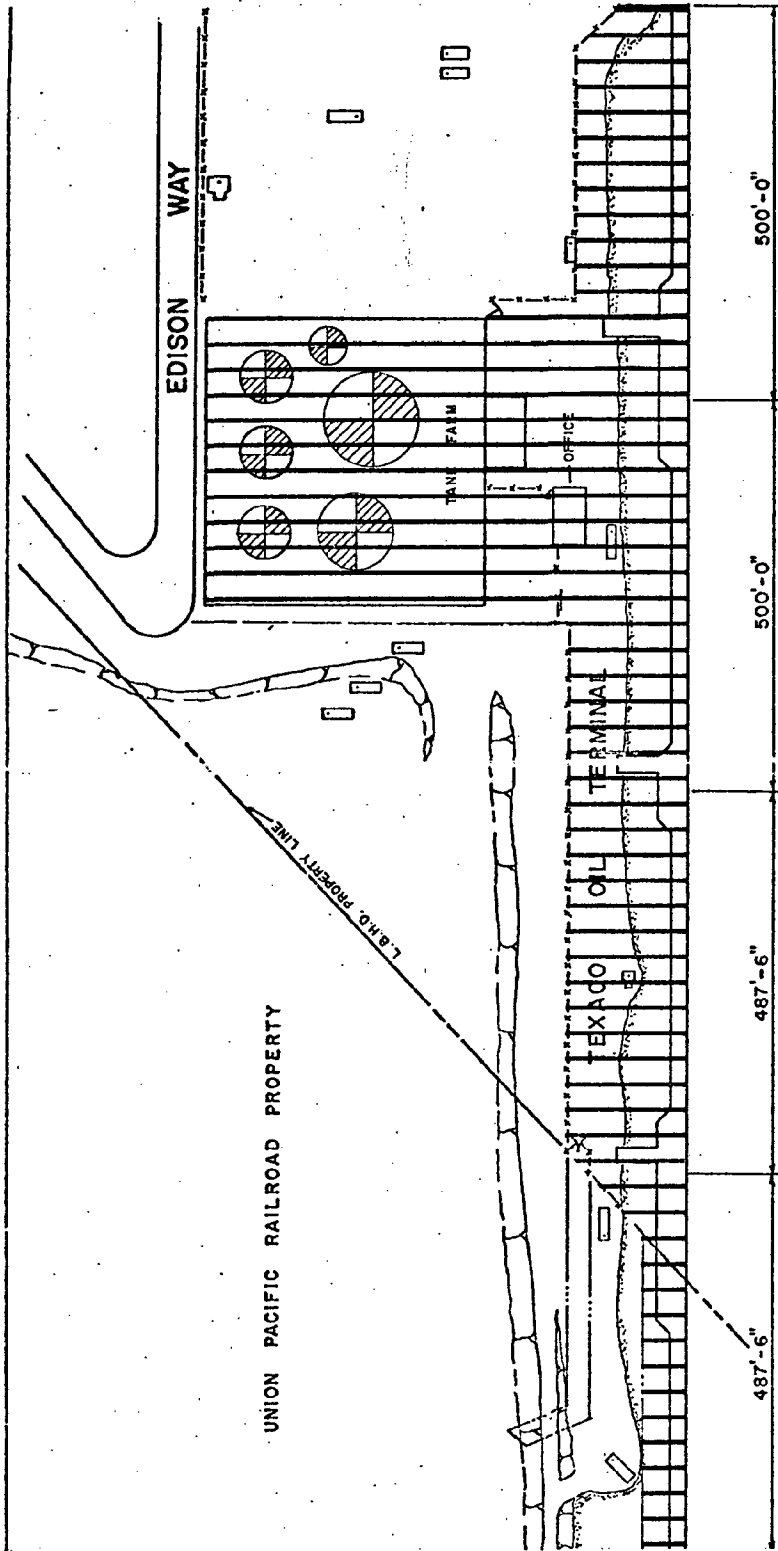 EDISON WAY
TANK FARM
OFFICE
TEXACO OIL TERMINAL
L.B.H.D. PROPERTY LINE
UNION PACIFIC RAILROAD PROPERTY
487'-6"
487'-6"
500'-0"
500'-0"